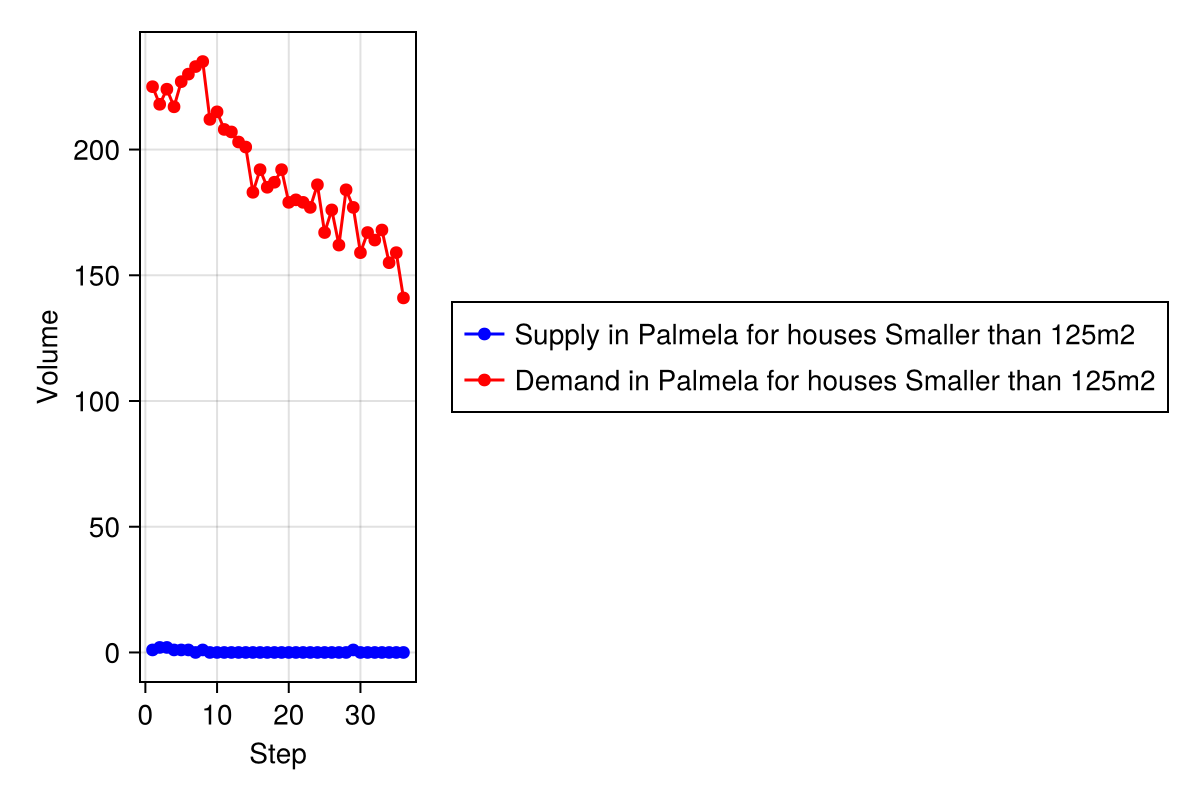 200
150
100
50
0
Volume
0 10 20 30
Step
Supply in Palmela for houses Smaller than 125m2
Demand in Palmela for houses Smaller than 125m2